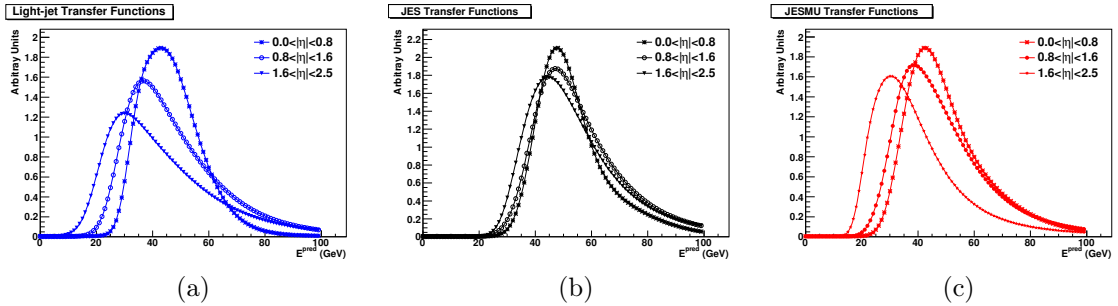 Light-jet Transfer Functions
Arbitray Units
2
1.8
1.6
1.4
1.2
1
0.8
0.6
0.4
0.2
0
0.0<|η|<0.8
0.8<|η|<1.6
1.6<|η|<2.5
0 20 40 60 80 100
E^pred (GeV)
(a)
JES Transfer Functions
Arbitray Units
2.2
2
1.8
1.6
1.4
1.2
1
0.8
0.6
0.4
0.2
0
0.0<|η|<0.8
0.8<|η|<1.6
1.6<|η|<2.5
0 20 40 60 80 100
E^pred (GeV)
(b)
JESMU Transfer Functions
Arbitray Units
2
1.8
1.6
1.4
1.2
1
0.8
0.6
0.4
0.2
0
0.0<|η|<0.8
0.8<|η|<1.6
1.6<|η|<2.5
0 20 40 60 80 100
E^pred (GeV)
(c)